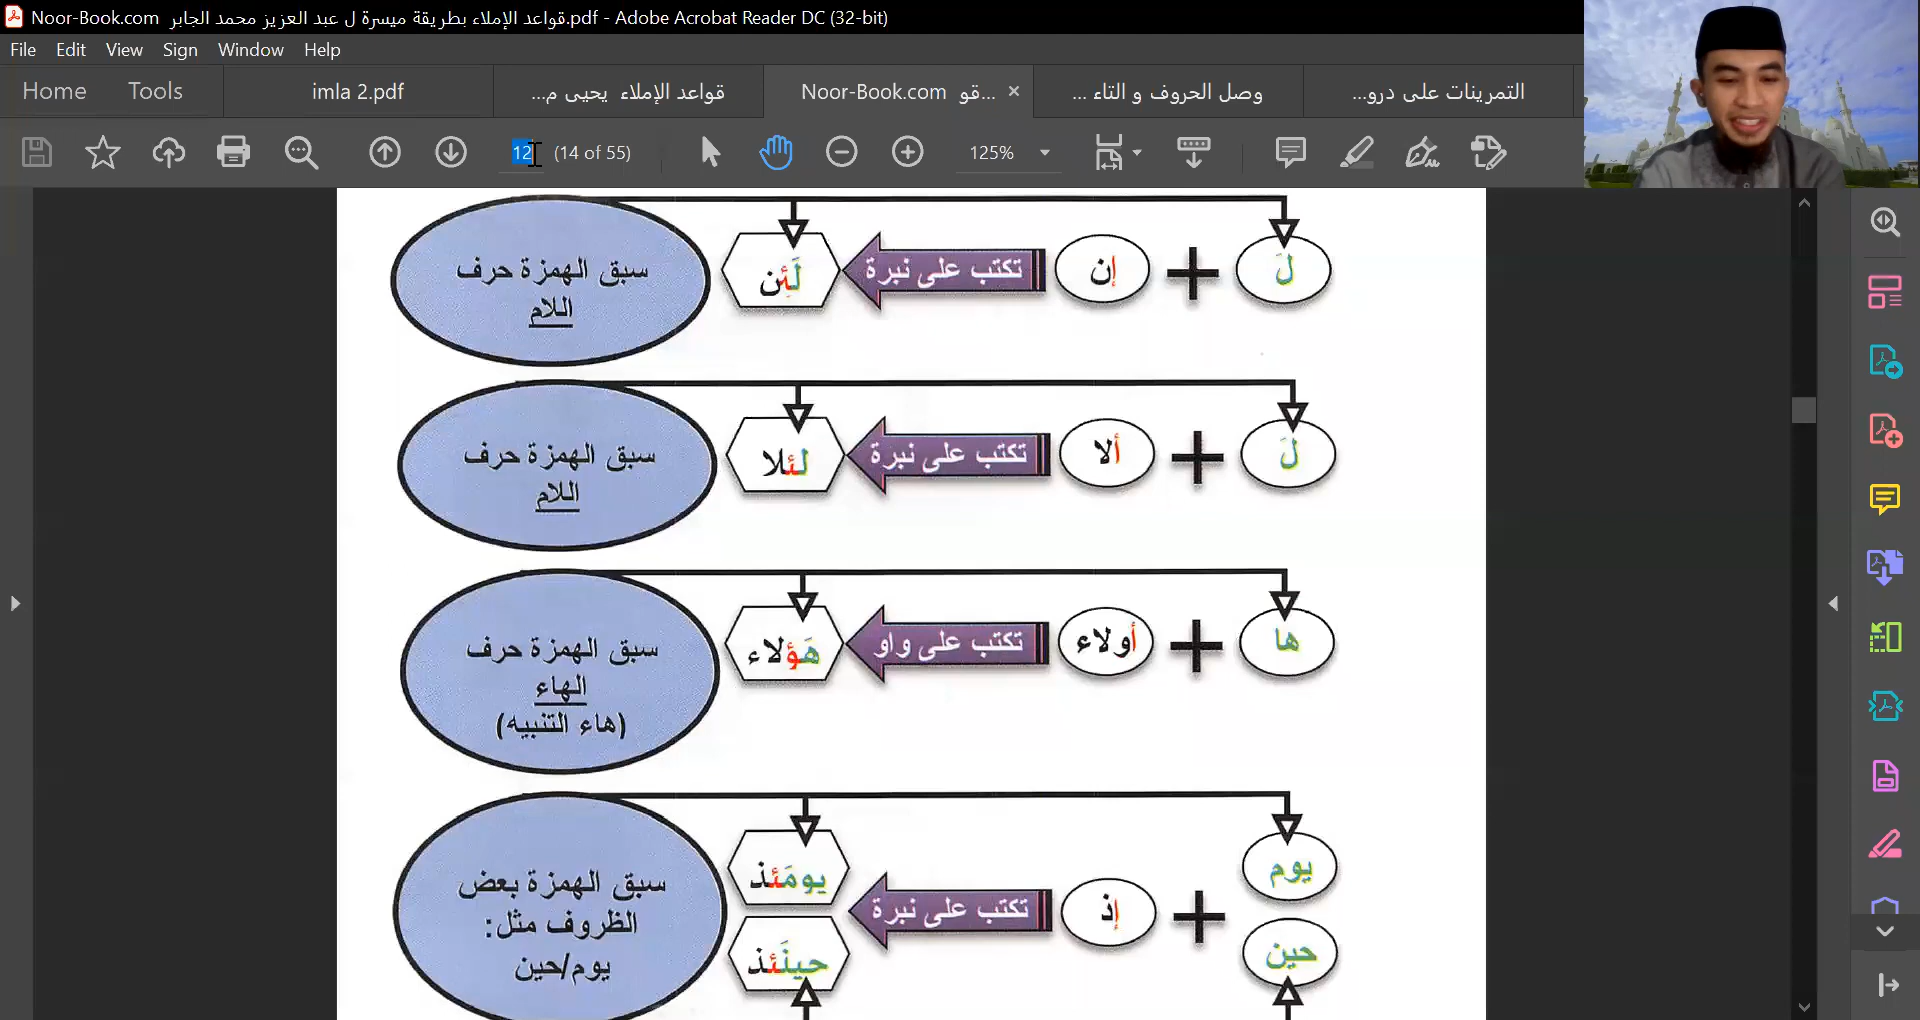 Noor-Book.com قواعد الإملاء بطريقة ميسرة ل عبد العزيز محمد الجابر.pdf - Adobe Acrobat Reader DC (32-bit)
File Edit View Sign Window Help
Home Tools imla 2.pdf قواعد الإملاء يحيى م... Noor-Book.com قو... وصل الحروف و التاء ... التمرينات على درو...
12 (14 of 55) 125%
لَ + إن تكتب على نبرة لَئِن
سبق الهمزة حرف
اللام
لَ + ألا تكتب على نبرة لئلا
سبق الهمزة حرف
اللام
ها + أولاء تكتب على واو هَؤلاء
سبق الهمزة حرف
الهاء
(هاء التنبيه)
يوم
حين
+ إذ تكتب على نبرة
يومَئذ
حينَئذ
سبق الهمزة بعض
الظروف مثل:
يوم/حين